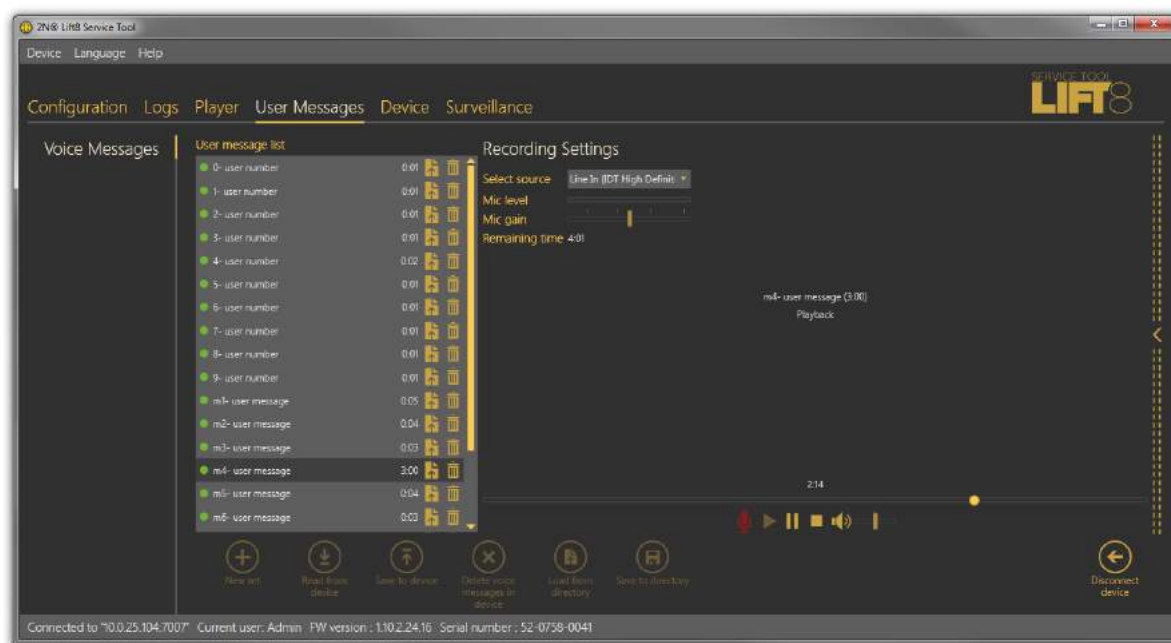 2N® Lift8 Service Tool
Device Language Help
SERVICE TOOL
LIFT8
Configuration Logs Player User Messages Device Surveillance
Voice Messages
User message list
0- user number 0:01
1- user number 0:01
2- user number 0:01
3- user number 0:01
4- user number 0:02
5- user number 0:01
6- user number 0:01
7- user number 0:01
8- user number 0:01
9- user number 0:01
m1- user message 0:05
m2- user message 0:04
m3- user message 0:03
m4- user message 3:00
m5- user message 0:04
m6- user message 0:03
Recording Settings
Select source Line In (IDT High Definit
Mic level
Mic gain
Remaining time 4:01
m4- user message (3:00)
Playback
2:14
New set
Read from
device
Save to device
Delete voice
messages in
device
Load from
directory
Save to directory
Disconnect
device
Connected to "10.0.25.104:7007" Current user: Admin FW version : 1.10.2.24.16 Serial number : 52-0758-0041